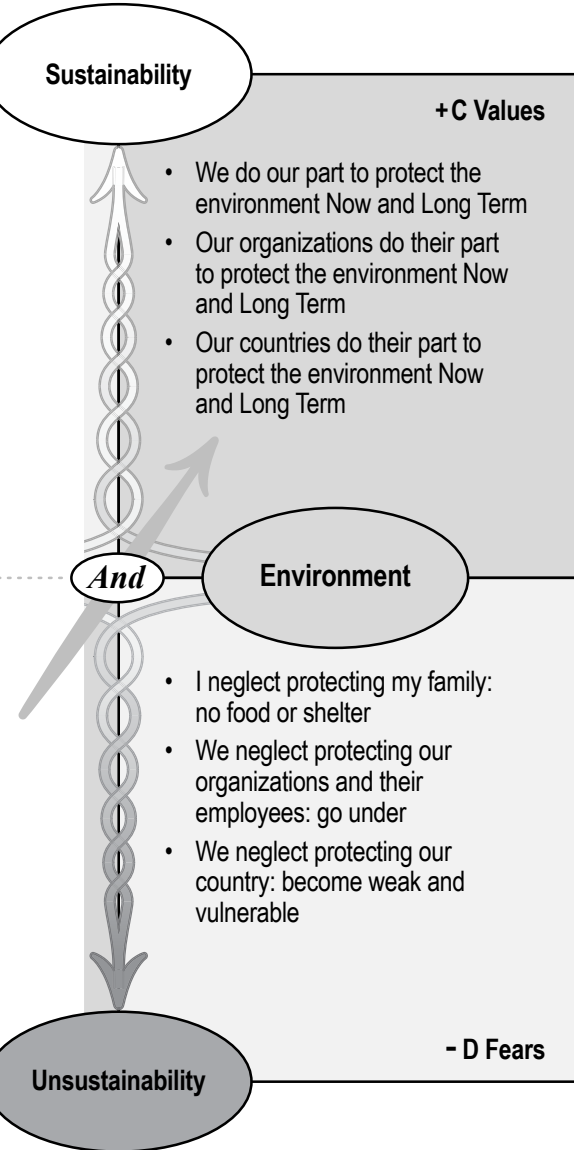 Sustainability
+C Values
• We do our part to protect the
environment Now and Long Term
• Our organizations do their part
to protect the environment Now
and Long Term
• Our countries do their part to
protect the environment Now
and Long Term
And
Environment
• I neglect protecting my family:
no food or shelter
• We neglect protecting our
organizations and their
employees: go under
• We neglect protecting our
country: become weak and
vulnerable
- D Fears
Unsustainability